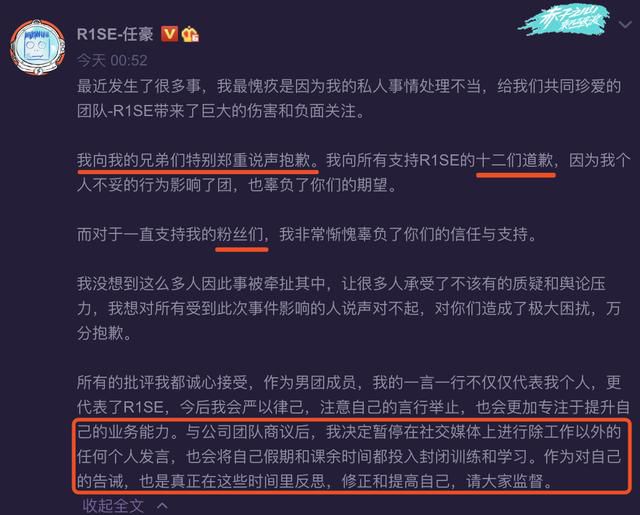 R1SE-任豪
今天 00:52
最近发生了很多事，我最愧疚是因为我的私人事情处理不当，给我们共同珍爱的
团队-R1SE带来了巨大的伤害和负面关注。
我向我的兄弟们特别郑重说声抱歉。我向所有支持R1SE的十二们道歉，因为我个
人不妥的行为影响了团，也辜负了你们的期望。
而对于一直支持我的粉丝们，我非常惭愧辜负了你们的信任与支持。
我没想到这么多人因此事被牵扯其中，让很多人承受了不该有的质疑和舆论压
力，我想对所有受到此次事件影响的人说声对不起，对你们造成了极大困扰，万
分抱歉。
所有的批评我都诚心接受，作为男团成员，我的一言一行不仅仅代表我个人，更
代表了R1SE，今后我会严以律己，注意自己的言行举止，也会更加专注于提升自
己的业务能力。与公司团队商议后，我决定暂停在社交媒体上进行除工作以外的
任何个人发言，也会将自己假期和课余时间都投入封闭训练和学习。作为对自己
的告诫，也是真正在这些时间里反思，修正和提高自己，请大家监督。
收起全文